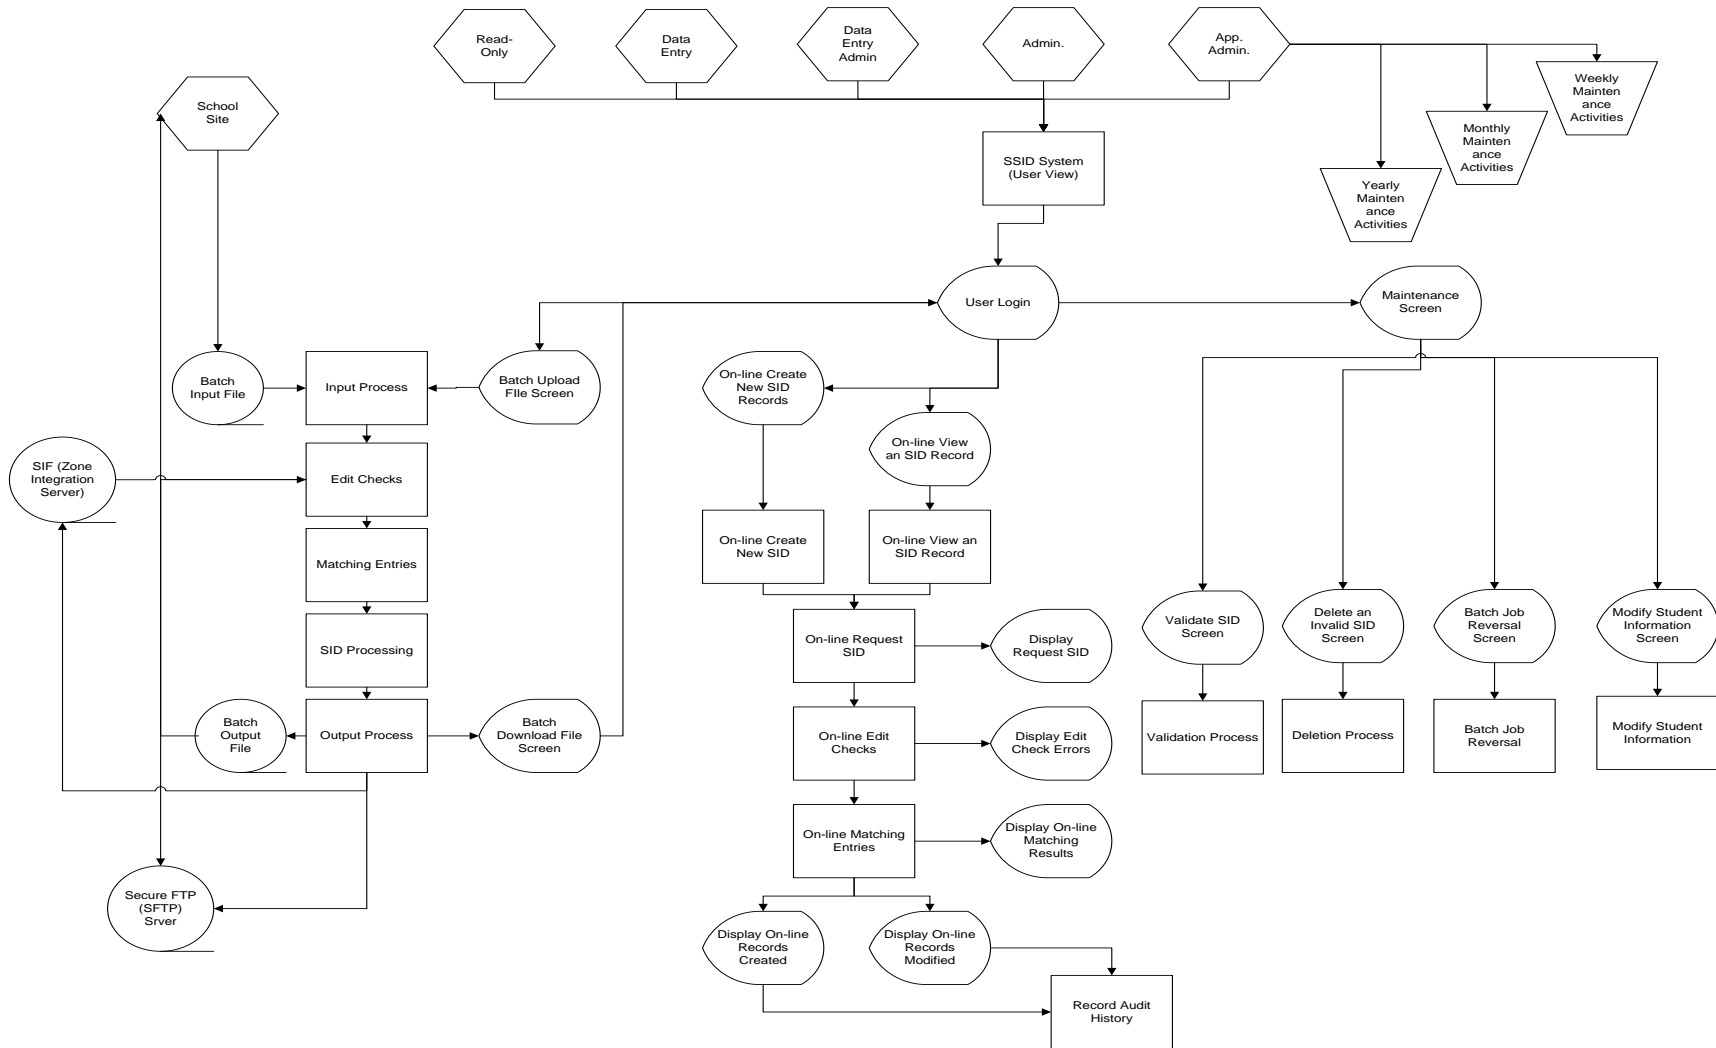 Read-
Only
Data
Entry
Data
Entry
Admin
Admin.
App.
Admin.
Weekly
Mainten
ance
Activities
Monthly
Mainten
ance
Activities
Yearly
Mainten
ance
Activities
School
Site
SSID System
(User View)
User Login
Maintenance
Screen
Batch
Input File
Input Process
Batch Upload
FIle Screen
On-line Create
New SID
Records
On-line View
an SID Record
SIF (Zone
Integration
Server)
Edit Checks
Matching Entries
On-line Create
New SID
On-line View an
SID Record
SID Processing
On-line Request
SID
Display
Request SID
Validate SID
Screen
Delete an
Invalid SID
Screen
Batch Job
Reversal
Screen
Modify Student
Information
Screen
Batch
Output
File
Output Process
Batch
Download File
Screen
On-line Edit
Checks
Display Edit
Check Errors
Validation Process
Deletion Process
Batch Job
Reversal
Modify Student
Information
On-line Matching
Entries
Display On-line
Matching
Results
Secure FTP
(SFTP)
Srver
Display On-line
Records
Created
Display On-line
Records
Modified
Record Audit
History